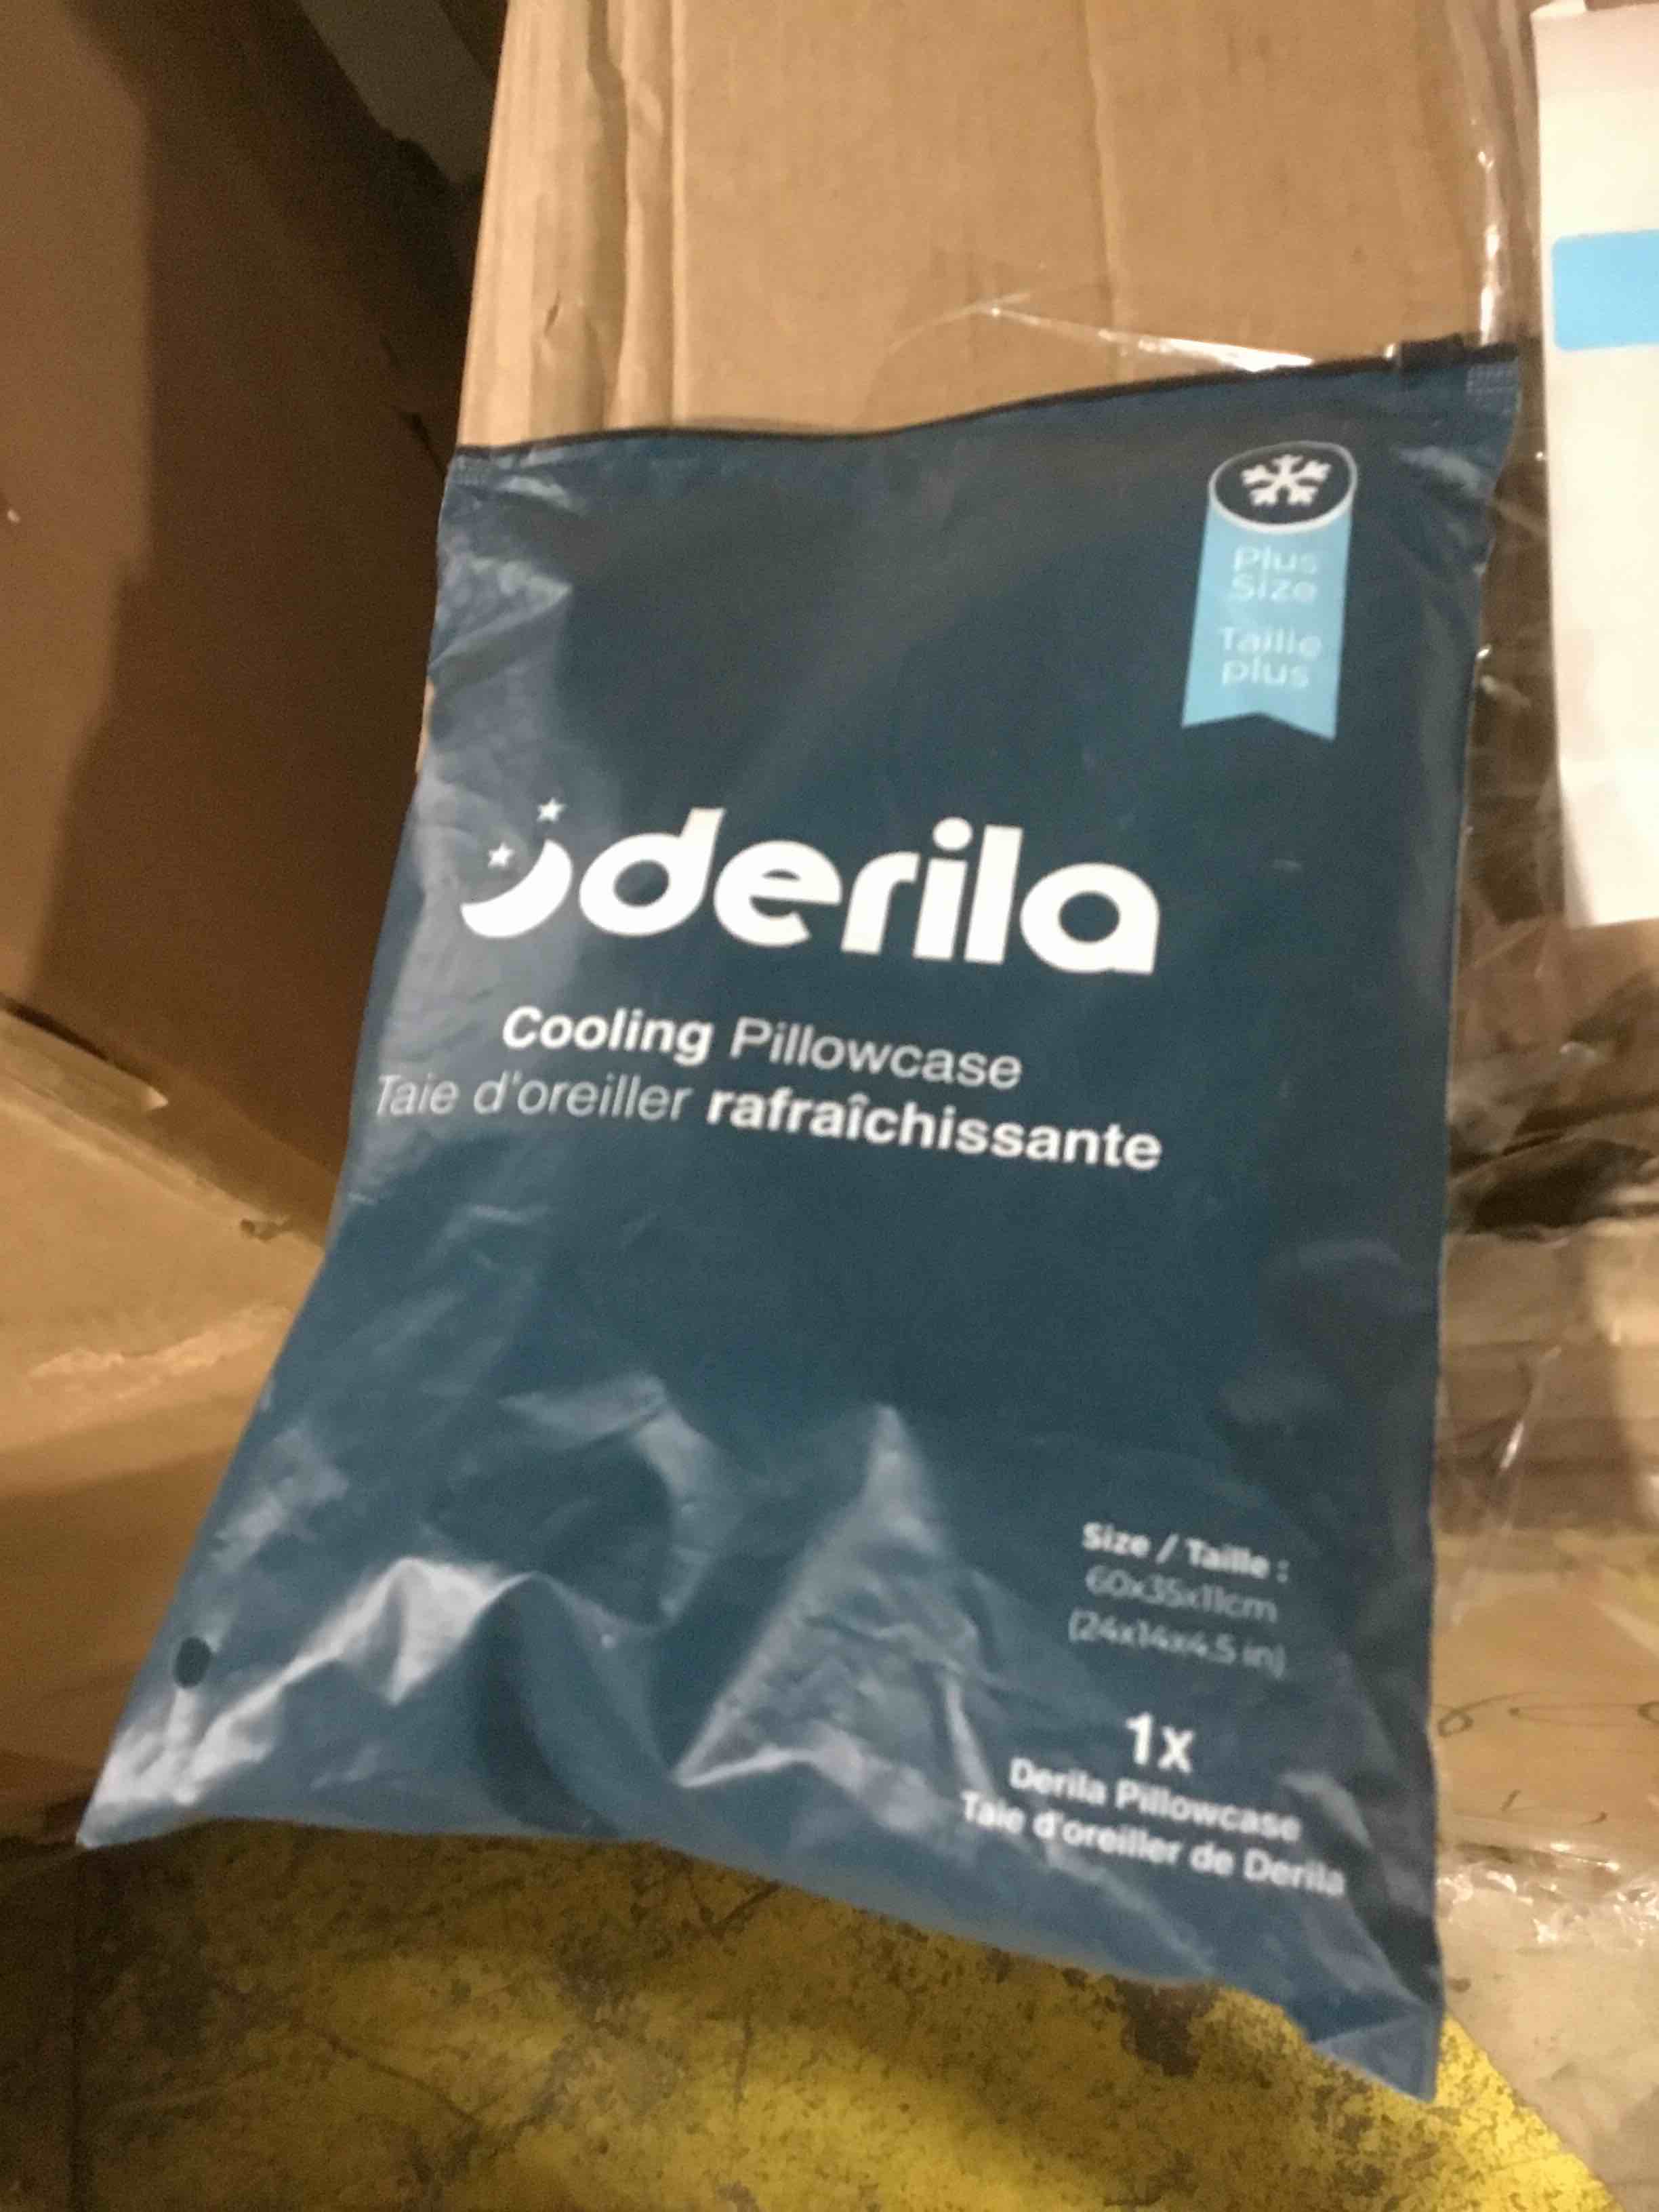 Plus
Size
Taille
plus
derila
Cooling Pillowcase
Taie d'oreiller rafraîchissante
Size / Taille :
60x35x11cm
(24x14x4.5 in)
1x
Derila Pillowcase
Taie d'oreiller de Derila